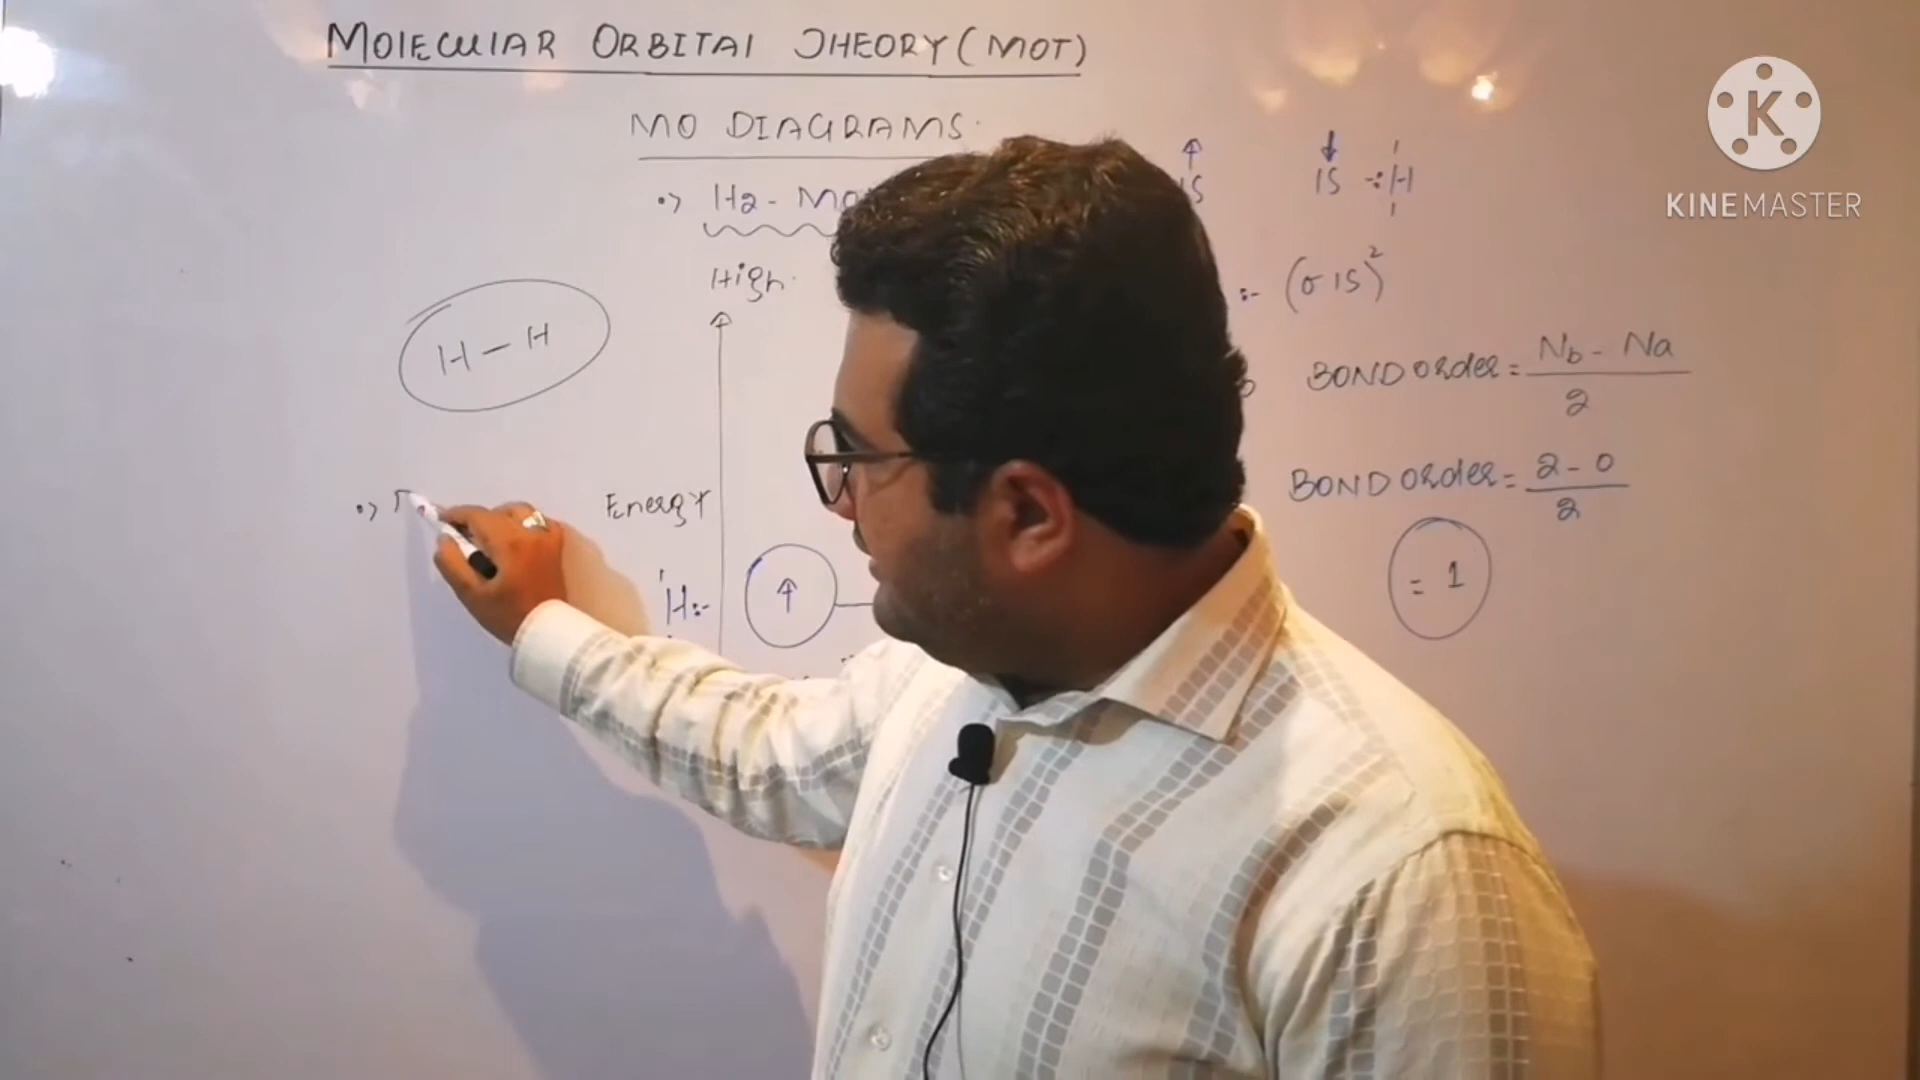 MOLECULAR ORBITAL THEORY (MOT)
MO DIAGRAMS.
•> H2 - MO
↑ ↓
1S 1S -: H
High.
:- (σ1S)²
H — H
K
KINEMASTER
BOND Order = Nb - Na / 2
BOND Order = 2 - 0 / 2
Energy
•>
H:- ↑
= 1